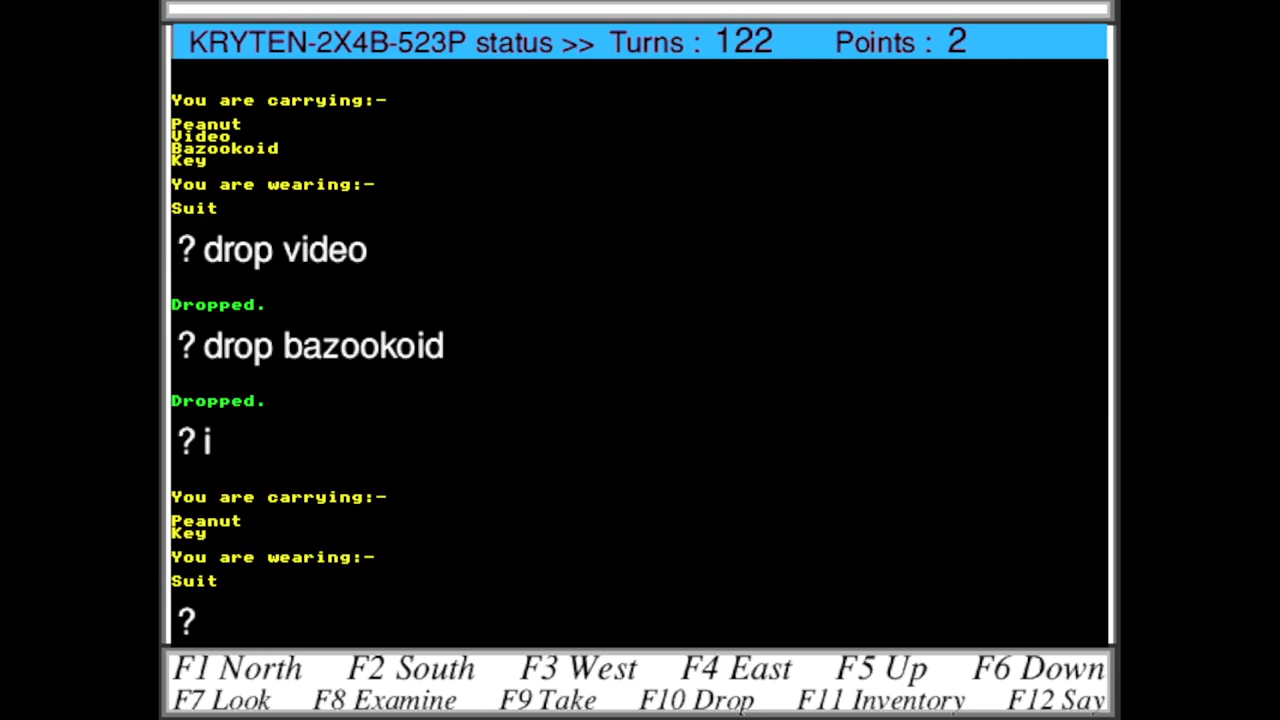 KRYTEN-2X4B-523P status >> Turns : 122 Points : 2
You are carrying:-
Peanut
Video
Bazookoid
Key
You are wearing:-
Suit
? drop video
Dropped.
? drop bazookoid
Dropped.
? i
You are carrying:-
Peanut
Key
You are wearing:-
Suit
?
F1 North F2 South F3 West F4 East F5 Up F6 Down
F7 Look F8 Examine F9 Take F10 Drop F11 Inventory F12 Say